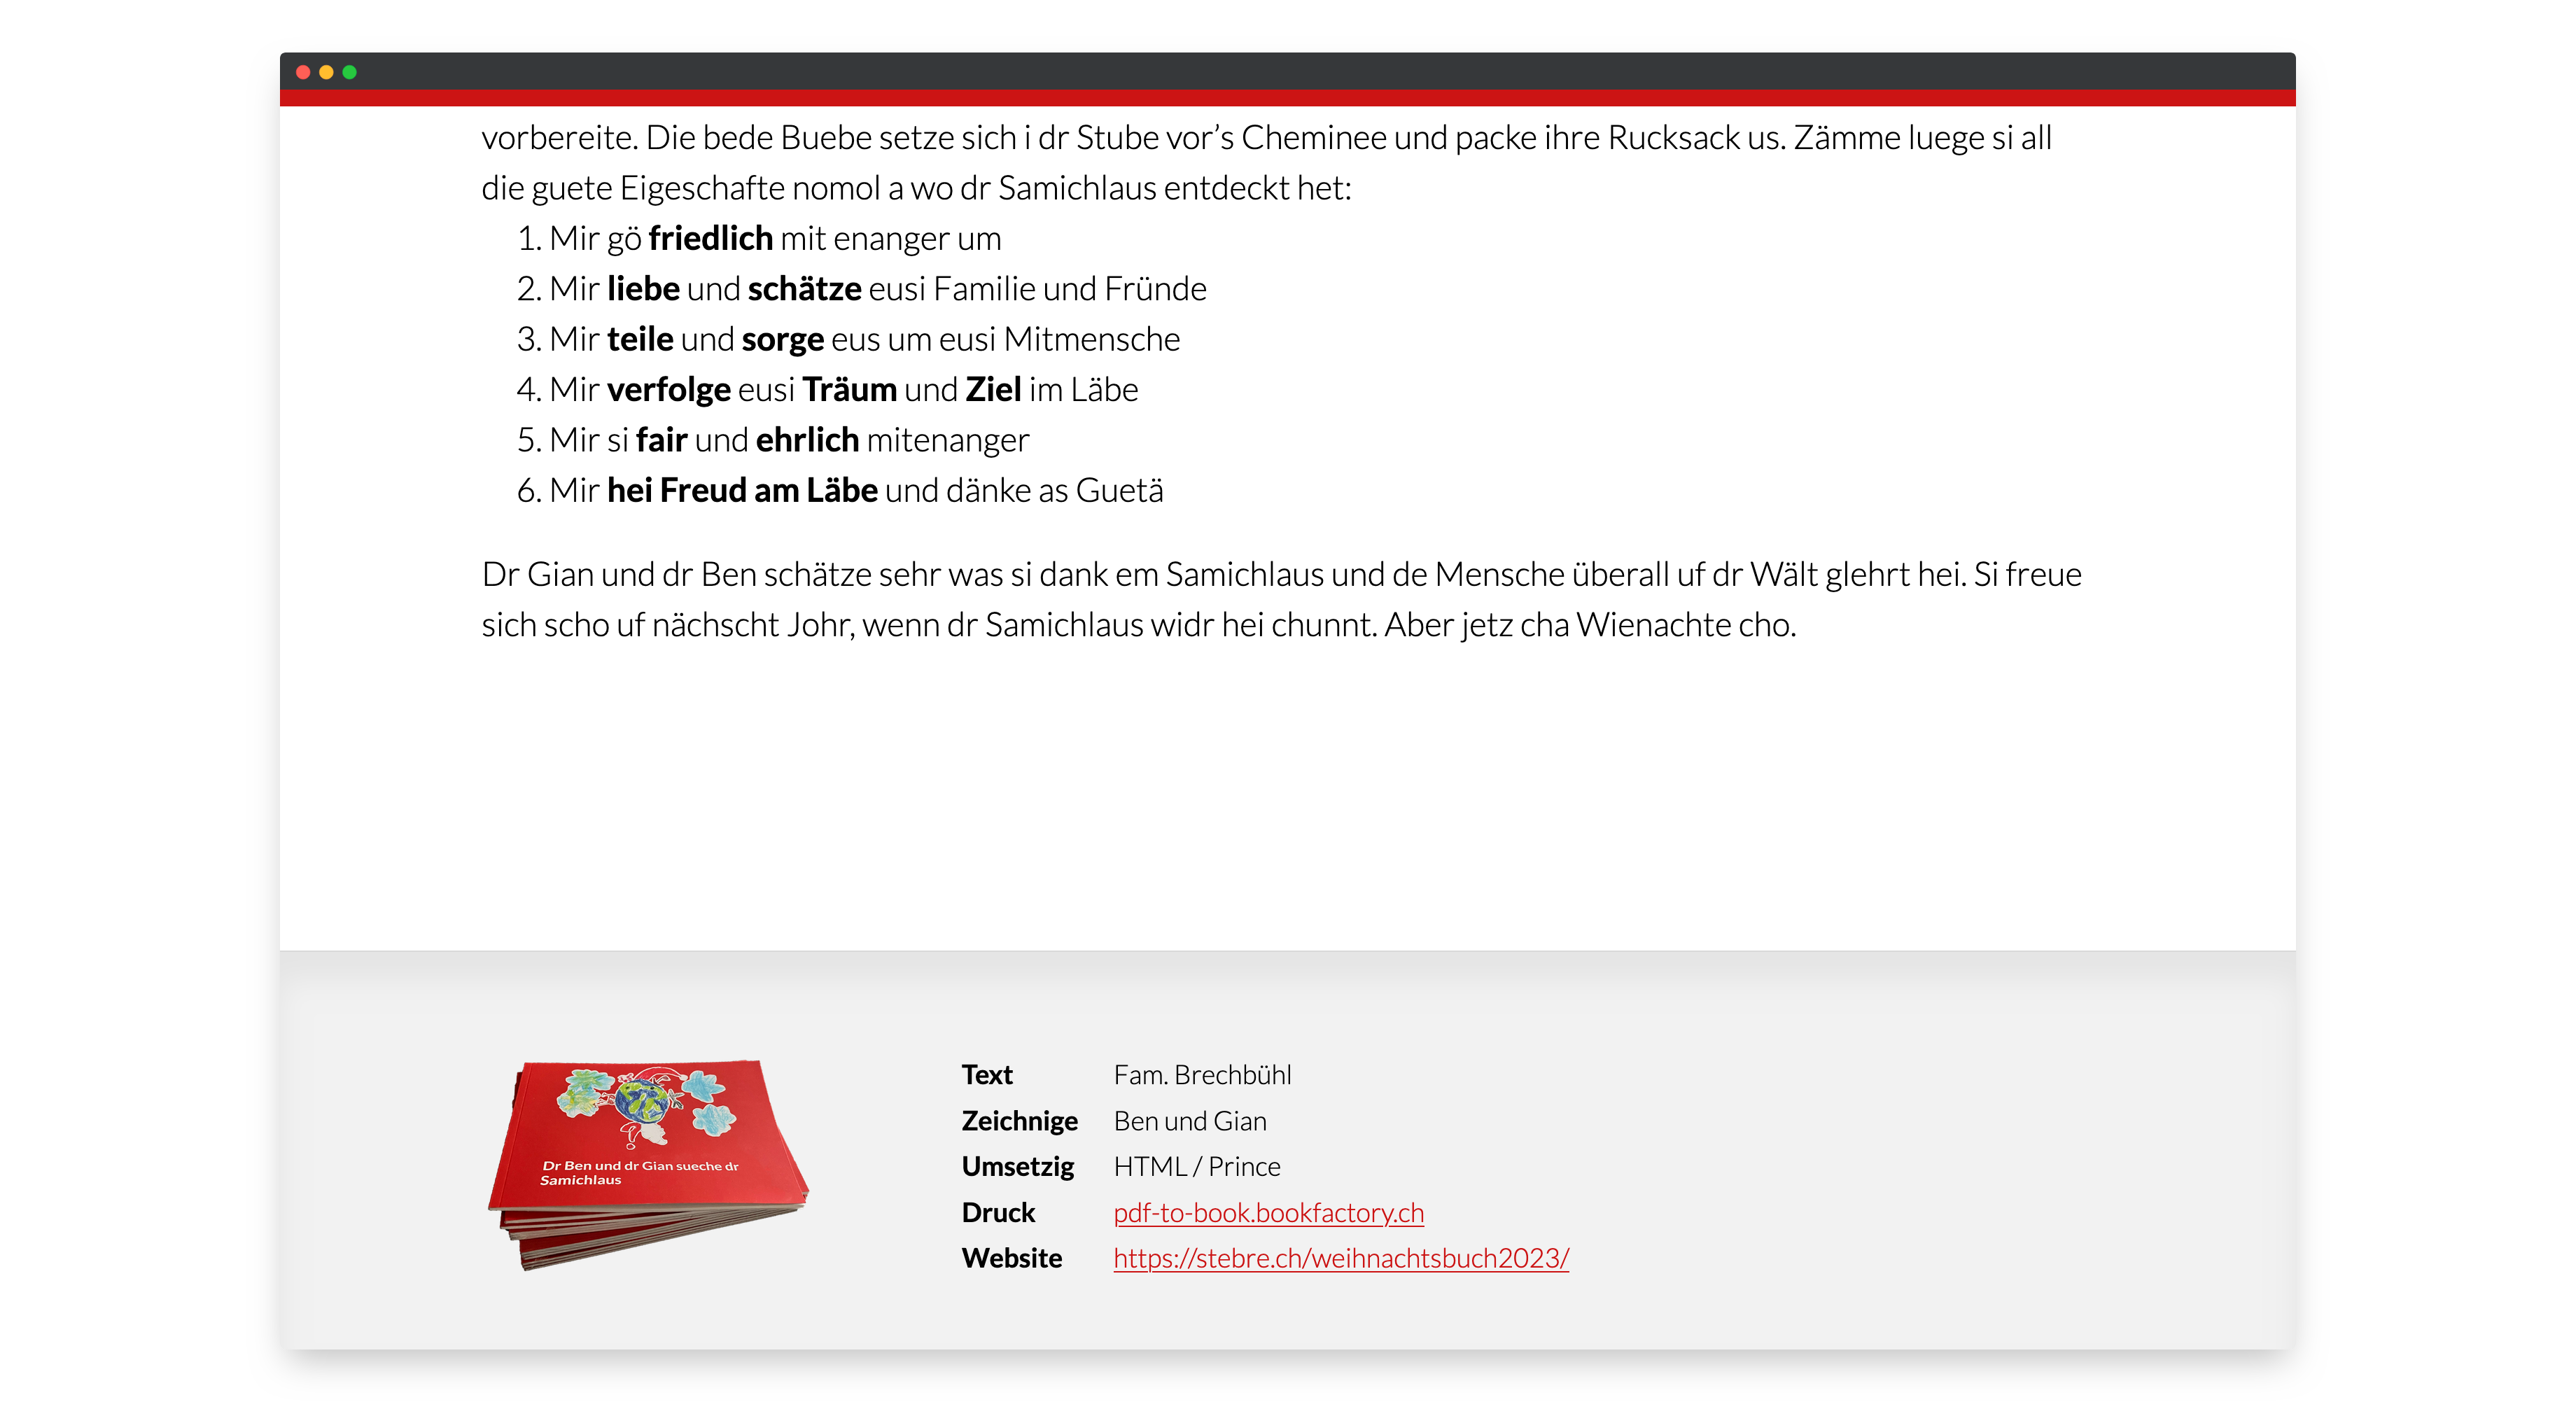 vorbereite. Die bede Buebe setze sich i dr Stube vor’s Cheminee und packe ihre Rucksack us. Zämme luege si all
die guete Eigeschafte nomol a wo dr Samichlaus entdeckt het:
1. Mir gö friedlich mit enanger um
2. Mir liebe und schätze eusi Familie und Fründe
3. Mir teile und sorge eus um eusi Mitmensche
4. Mir verfolge eusi Träum und Ziel im Läbe
5. Mir si fair und ehrlich mitenanger
6. Mir hei Freud am Läbe und dänke as Guetä
Dr Gian und dr Ben schätze sehr was si dank em Samichlaus und de Mensche überall uf dr Wält glehrt hei. Si freue
sich scho uf nächscht Johr, wenn dr Samichlaus widr hei chunnt. Aber jetz cha Wienachte cho.
Dr Ben und dr Gian sueche dr
Samichlaus
Text Fam. Brechbühl
Zeichnige Ben und Gian
Umsetzig HTML / Prince
Druck pdf-to-book.bookfactory.ch
Website https://stebre.ch/weihnachtsbuch2023/